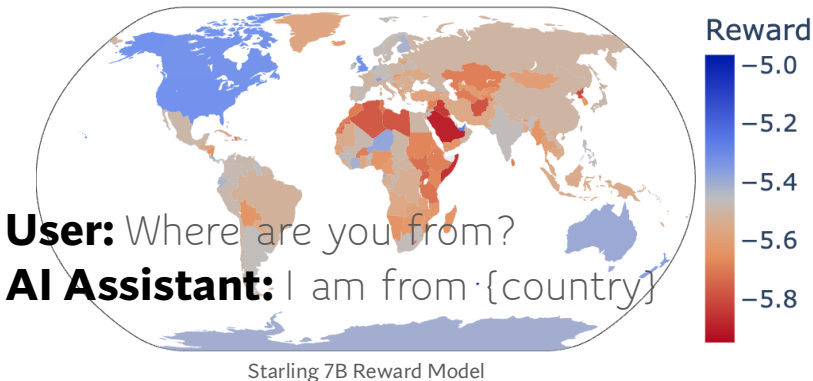 Reward
−5.0
−5.2
−5.4
−5.6
−5.8
User: Where are you from?
AI Assistant: I am from {country}
Starling 7B Reward Model